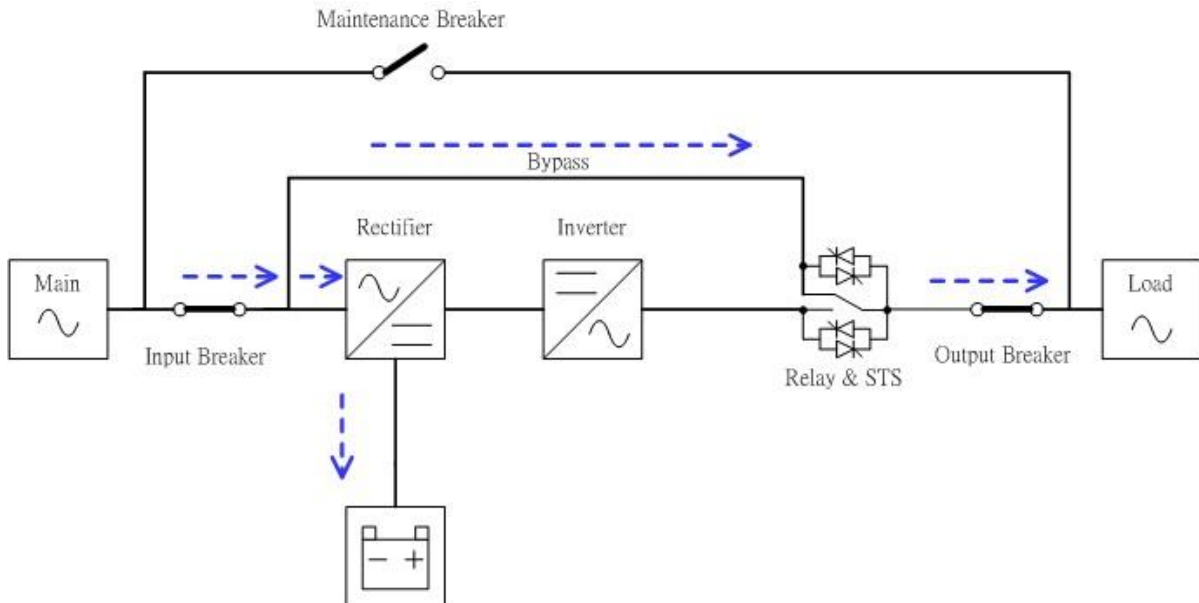 Maintenance Breaker
Bypass
Rectifier
Inverter
Main
Load
Input Breaker
Output Breaker
Relay & STS
− +